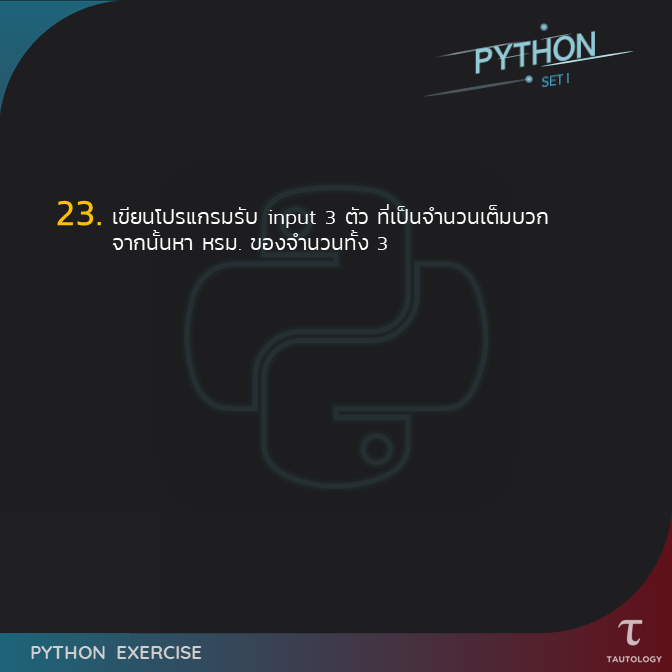 PYTHON
SET I
23. เขียนโปรแกรมรับ input 3 ตัว ที่เป็นจำนวนเต็มบวก
จากนั้นหา หรม. ของจำนวนทั้ง 3
PYTHON EXERCISE
TAUTOLOGY